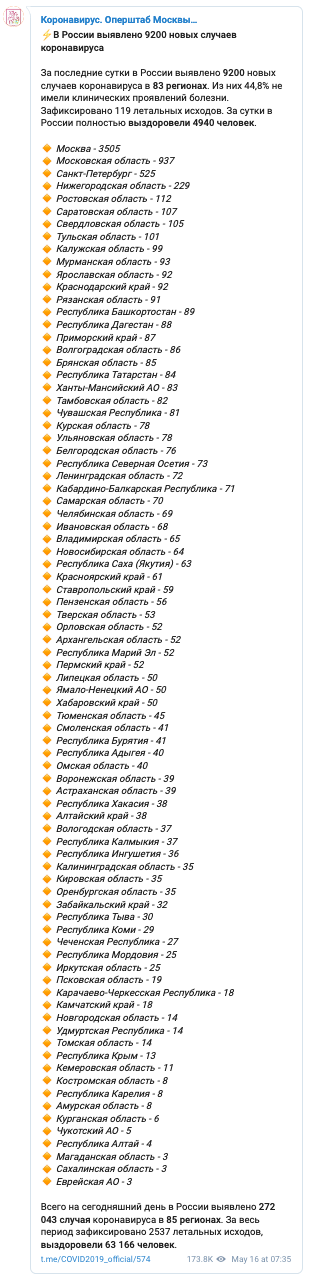 Коронавирус. Оперштаб Москвы...
⚡В России выявлено 9200 новых случаев
коронавируса
За последние сутки в России выявлено 9200 новых
случаев коронавируса в 83 регионах. Из них 44,8% не
имели клинических проявлений болезни.
Зафиксировано 119 летальных исходов. За сутки в
России полностью выздоровели 4940 человек.
🔸 Москва - 3505
🔸 Московская область - 937
🔸 Санкт-Петербург - 525
🔸 Нижегородская область - 229
🔸 Ростовская область - 112
🔸 Саратовская область - 107
🔸 Свердловская область - 105
🔸 Тульская область - 101
🔸 Калужская область - 99
🔸 Мурманская область - 93
🔸 Ярославская область - 92
🔸 Краснодарский край - 92
🔸 Рязанская область - 91
🔸 Республика Башкортостан - 89
🔸 Республика Дагестан - 88
🔸 Приморский край - 87
🔸 Волгоградская область - 86
🔸 Брянская область - 85
🔸 Республика Татарстан - 84
🔸 Ханты-Мансийский АО - 83
🔸 Тамбовская область - 82
🔸 Чувашская Республика - 81
🔸 Курская область - 78
🔸 Ульяновская область - 78
🔸 Белгородская область - 76
🔸 Республика Северная Осетия - 73
🔸 Ленинградская область - 72
🔸 Кабардино-Балкарская Республика - 71
🔸 Самарская область - 70
🔸 Челябинская область - 69
🔸 Ивановская область - 68
🔸 Владимирская область - 65
🔸 Новосибирская область - 64
🔸 Республика Саха (Якутия) - 63
🔸 Красноярский край - 61
🔸 Ставропольский край - 59
🔸 Пензенская область - 56
🔸 Тверская область - 53
🔸 Орловская область - 52
🔸 Архангельская область - 52
🔸 Республика Марий Эл - 52
🔸 Пермский край - 52
🔸 Липецкая область - 50
🔸 Ямало-Ненецкий АО - 50
🔸 Хабаровский край - 50
🔸 Тюменская область - 45
🔸 Смоленская область - 41
🔸 Республика Бурятия - 41
🔸 Республика Адыгея - 40
🔸 Омская область - 40
🔸 Воронежская область - 39
🔸 Астраханская область - 39
🔸 Республика Хакасия - 38
🔸 Алтайский край - 38
🔸 Вологодская область - 37
🔸 Республика Калмыкия - 37
🔸 Республика Ингушетия - 36
🔸 Калининградская область - 35
🔸 Кировская область - 35
🔸 Оренбургская область - 35
🔸 Забайкальский край - 32
🔸 Республика Тыва - 30
🔸 Республика Коми - 29
🔸 Чеченская Республика - 27
🔸 Республика Мордовия - 25
🔸 Иркутская область - 25
🔸 Псковская область - 19
🔸 Карачаево-Черкесская Республика - 18
🔸 Камчатский край - 18
🔸 Новгородская область - 14
🔸 Удмуртская Республика - 14
🔸 Томская область - 14
🔸 Республика Крым - 13
🔸 Кемеровская область - 11
🔸 Костромская область - 8
🔸 Республика Карелия - 8
🔸 Амурская область - 8
🔸 Курганская область - 6
🔸 Чукотский АО - 5
🔸 Республика Алтай - 4
🔸 Магаданская область - 3
🔸 Сахалинская область - 3
🔸 Еврейская АО - 3
Всего на сегодняшний день в России выявлено 272
043 случая коронавируса в 85 регионах. За весь
период зафиксировано 2537 летальных исходов,
выздоровели 63 166 человек.
t.me/COVID2019_official/574 173.8K May 16 at 07:35